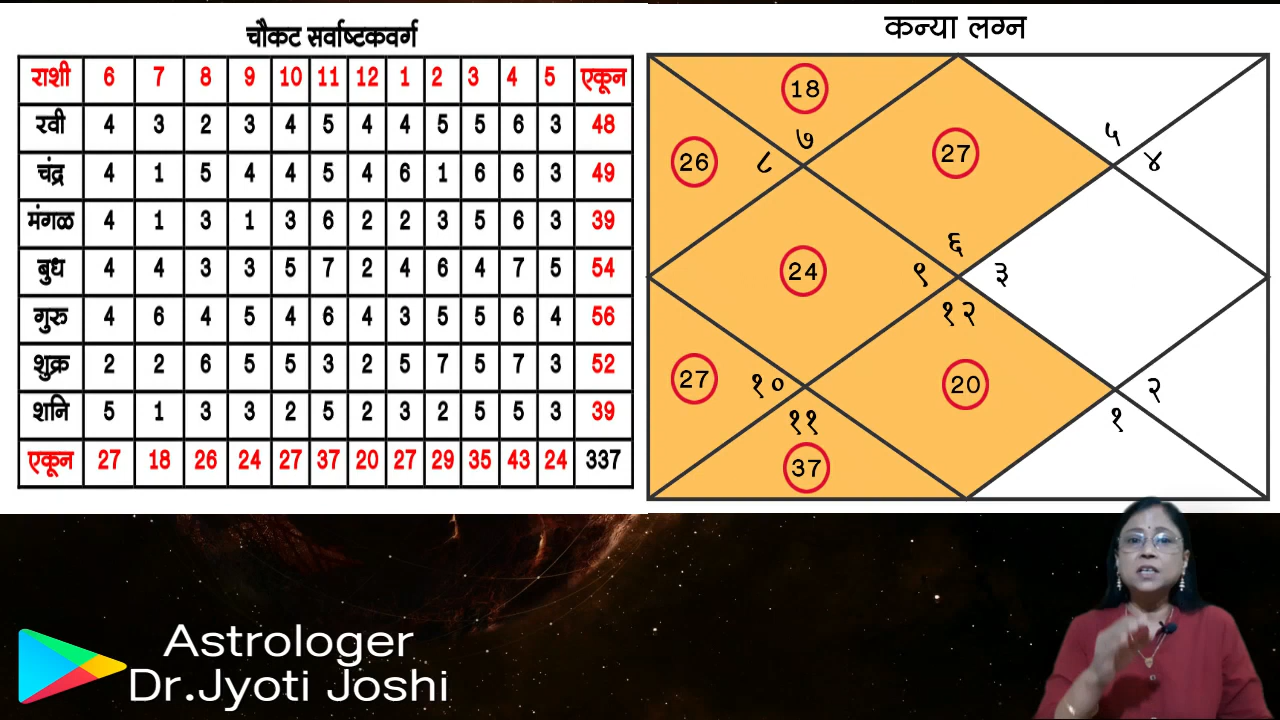 चौकट सर्वाष्टकवर्ग
राशी 6 7 8 9 10 11 12 1 2 3 4 5 एकून
रवी 4 3 2 3 4 5 4 4 5 5 6 3 48
चंद्र 4 1 5 4 4 5 4 6 1 6 6 3 49
मंगळ 4 1 3 1 3 6 2 2 3 5 6 3 39
बुध 4 4 3 3 5 7 2 4 6 4 7 5 54
गुरु 4 6 4 5 4 6 4 3 5 5 6 4 56
शुक्र 2 2 6 5 5 3 2 5 7 5 7 3 52
शनि 5 1 3 3 2 5 2 3 2 5 5 3 39
एकून 27 18 26 24 27 37 20 27 29 35 43 24 337
कन्या लग्न
18
७
26
८
27
५
४
६
24
९
३
१२
27
१०
20
२
११
१
37
Astrologer
Dr.Jyoti Joshi